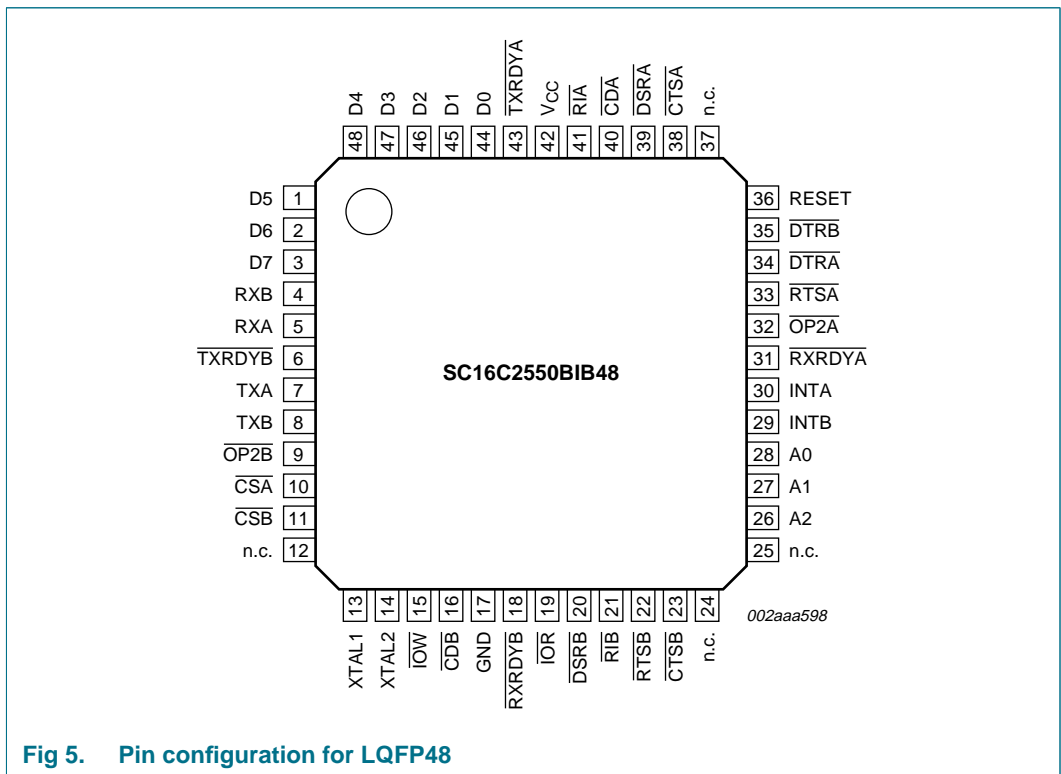 D4
D3
D2
D1
D0
TXRDYA
VCC
RIA
CDA
DSRA
CTSA
n.c.
48
47
46
45
44
43
42
41
40
39
38
37
D5 1
D6 2
D7 3
RXB 4
RXA 5
TXRDYB 6
TXA 7
TXB 8
OP2B 9
CSA 10
CSB 11
n.c. 12
SC16C2550BIB48
36 RESET
35 DTRB
34 DTRA
33 RTSA
32 OP2A
31 RXRDYA
30 INTA
29 INTB
28 A0
27 A1
26 A2
25 n.c.
13
14
15
16
17
18
19
20
21
22
23
24
XTAL1
XTAL2
IOW
CDB
GND
RXRDYB
IOR
DSRB
RIB
RTSB
CTSB
n.c.
002aaa598
Fig 5. Pin configuration for LQFP48